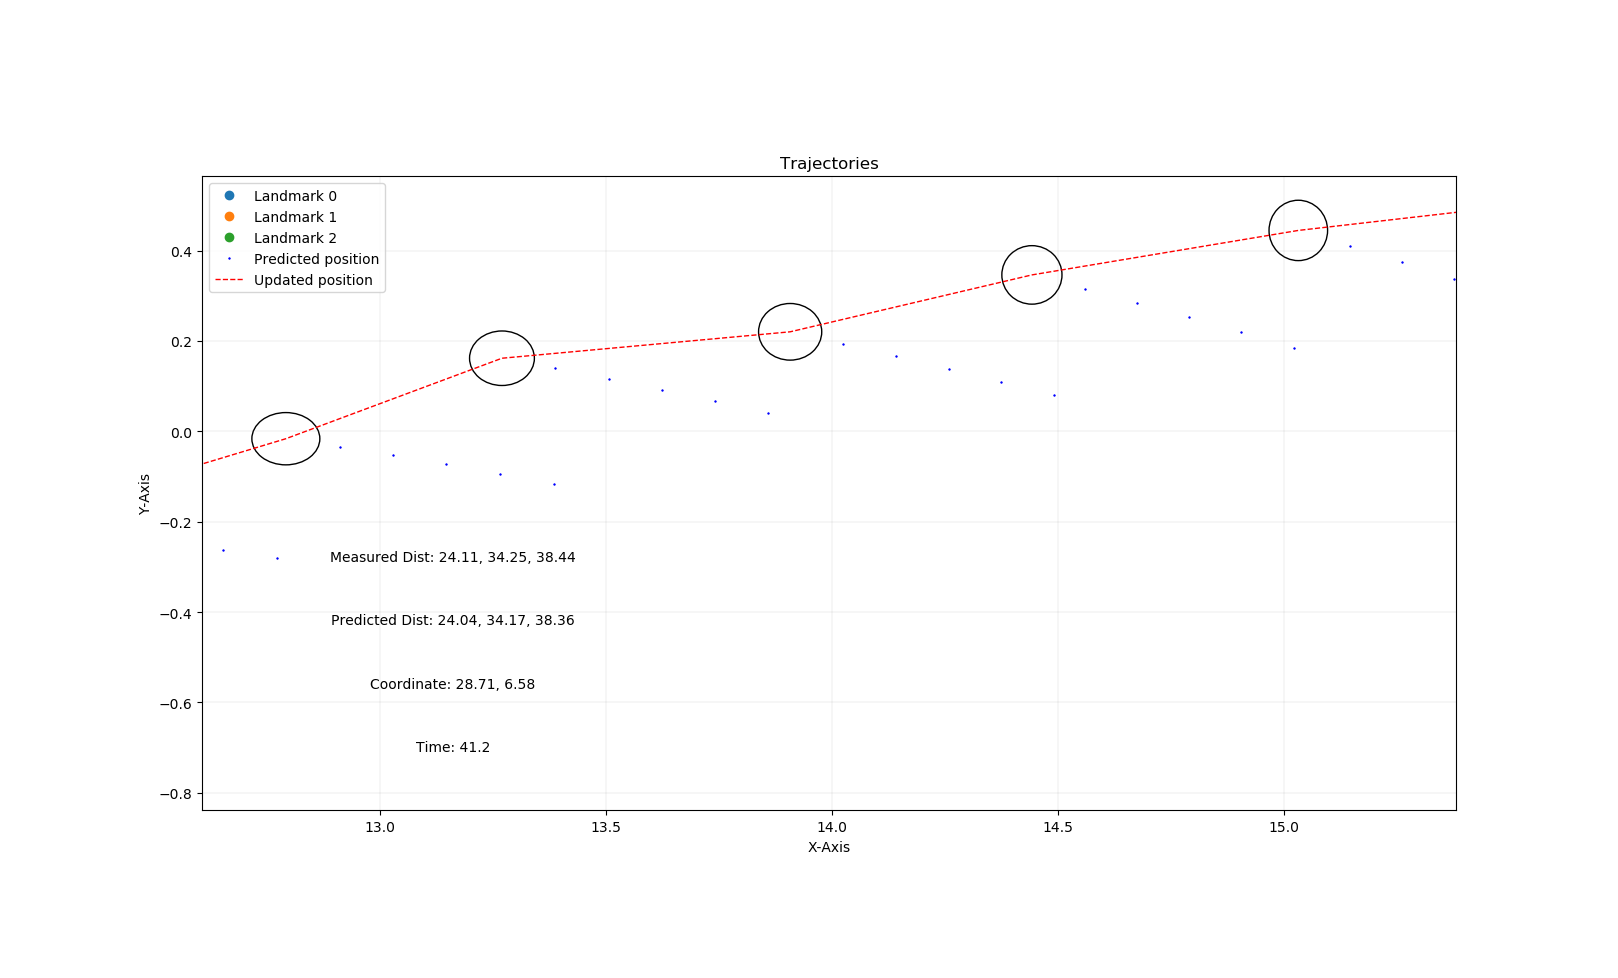 Trajectories
Landmark 0
Landmark 1
Landmark 2
Predicted position
Updated position
0.4
0.2
0.0
−0.2
−0.4
−0.6
−0.8
Y-Axis
Measured Dist: 24.11, 34.25, 38.44
Predicted Dist: 24.04, 34.17, 38.36
Coordinate: 28.71, 6.58
Time: 41.2
13.0 13.5 14.0 14.5 15.0
X-Axis